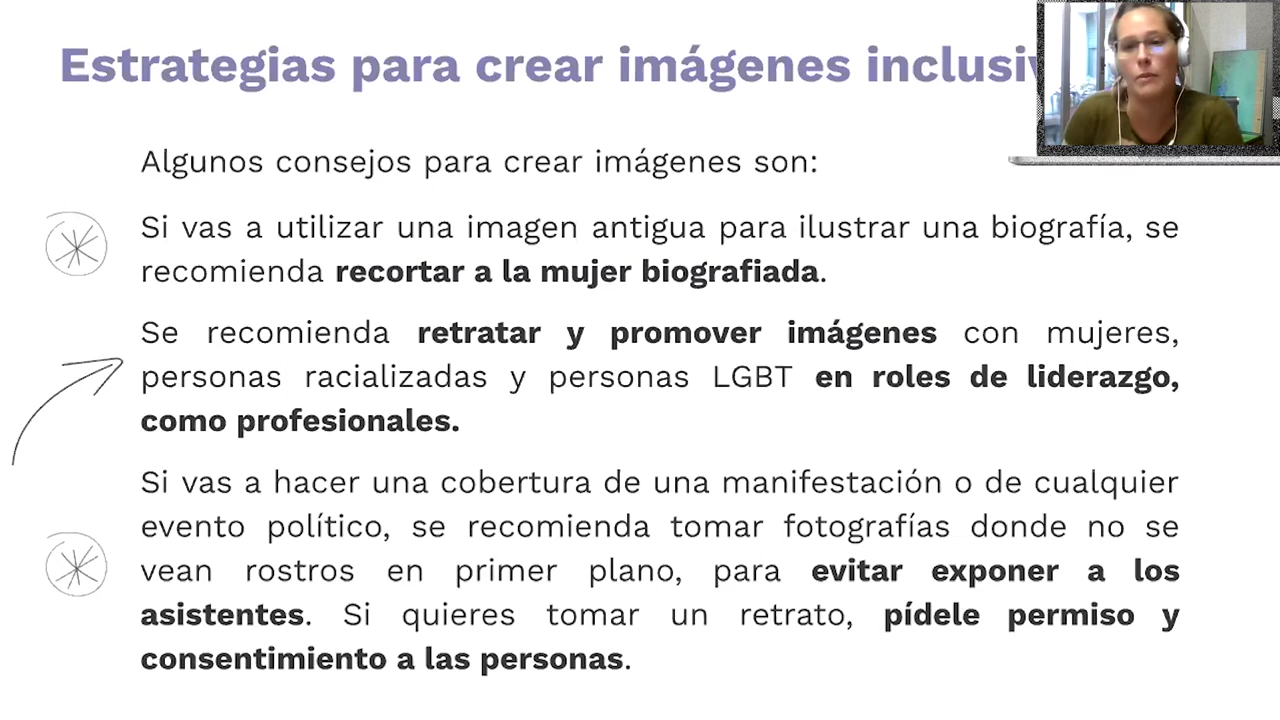 Estrategias para crear imágenes
Algunos consejos para crear imágenes son:
Si vas a utilizar una imagen antigua para ilustrar una biografía, se
recomienda recortar a la mujer biografiada.
Se recomienda retratar y promover imágenes con mujeres,
personas racializadas y personas LGBT en roles de liderazgo,
como profesionales.
Si vas a hacer una cobertura de una manifestación o de cualquier
evento político, se recomienda tomar fotografías donde no se
vean rostros en primer plano, para evitar exponer a los
asistentes. Si quieres tomar un retrato, pídele permiso y
consentimiento a las personas.